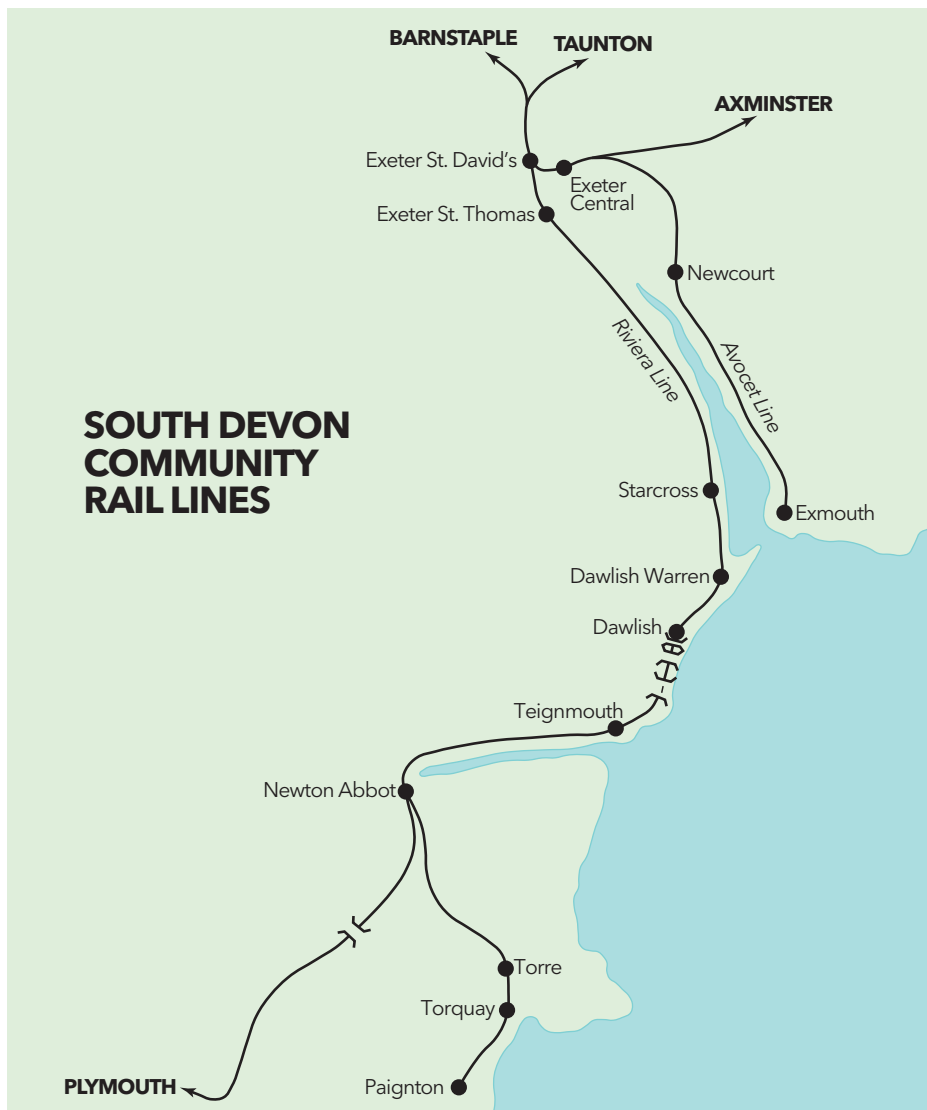 BARNSTAPLE
TAUNTON
AXMINSTER
Exeter St. David's
Exeter
Central
Exeter St. Thomas
Newcourt
Riviera Line
Avocet Line
SOUTH DEVON
COMMUNITY
RAIL LINES
Starcross
Exmouth
Dawlish Warren
Dawlish
Teignmouth
Newton Abbot
Torre
Torquay
PLYMOUTH
Paignton